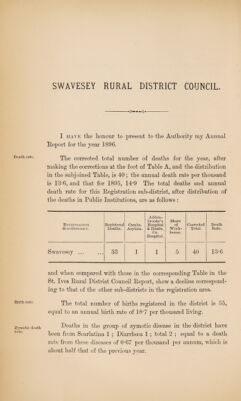 SWAVESEY RURAL DISTRICT COUNCIL.
I HAVE the honour to present to the Authority my Annual
Report for the year 1896.
Death rate.
The corrected total number of deaths for the year, after
making the corrections at the foot of Table A, and the distribution
in the subjoined Table, is 40; the annual death rate per thousand
is 13·6, and that for 1895, 14·9 The total deaths and annual
death rate for this Registration sub-district, after distribution of
the deaths in Public Institutions, are as follows:
Registration Sub-District. Registered Deaths. County Asylum. Adden-brooke's Hospital & Hunts. Co. Hospital. Share of Work-house. Corrected Total. Death Rate.
Swavesey ... ... 33 1 1 5 40 13·6
and when compared with those in the corresponding Table in the
St. Ives Rural District Council Report, show a decline correspond-
ing to that of the other sub-districts in the registration area.
Birth rate.
The total number of births registered in the district is 55,
equal to an annual birth rate of 18·7 per thousand living.
Zymotic death
rate.
Deaths in the group of zymotic disease in the district have
been from Scarlatina 1; Diarrhœa 1; total 2; equal to a death
rate from these diseases of 0·67 per thousand per annum, which is
about half that of the previous year.